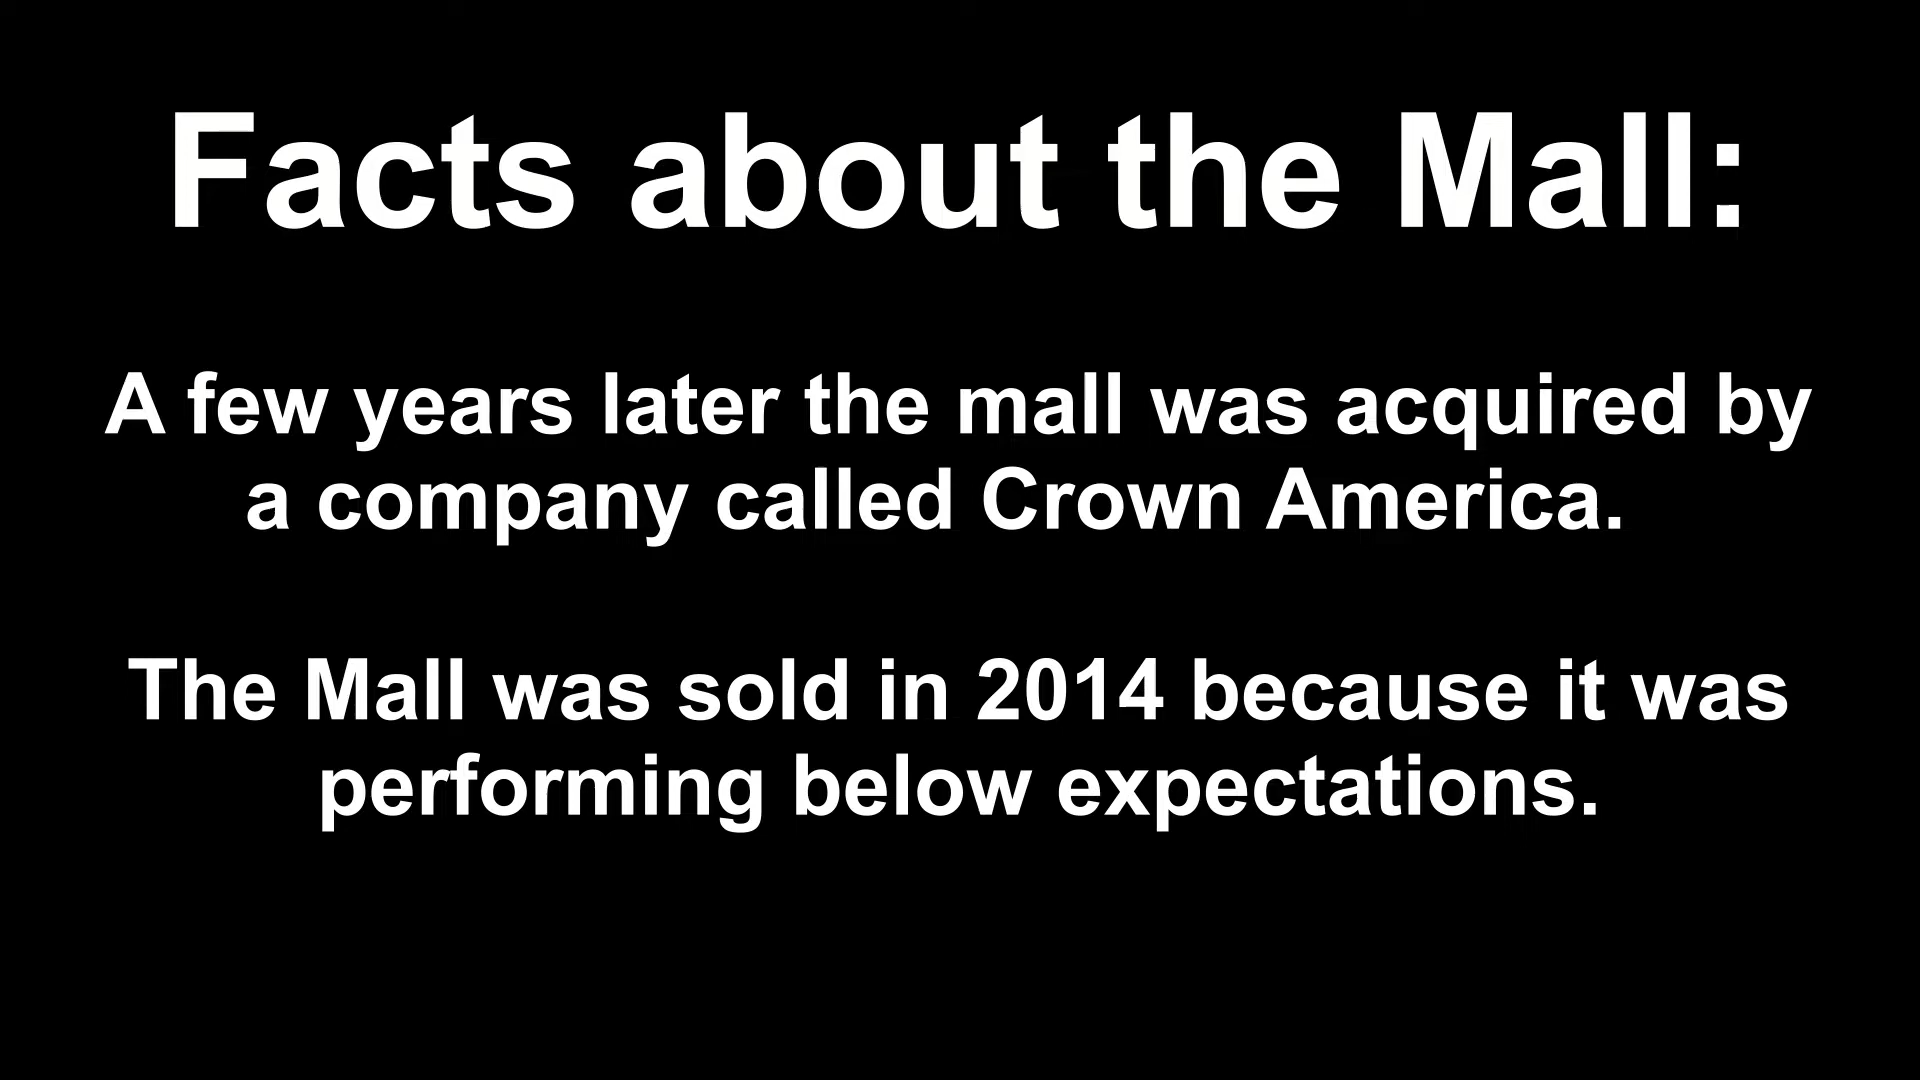 Facts about the Mall:
A few years later the mall was acquired by
a company called Crown America.
The Mall was sold in 2014 because it was
performing below expectations.